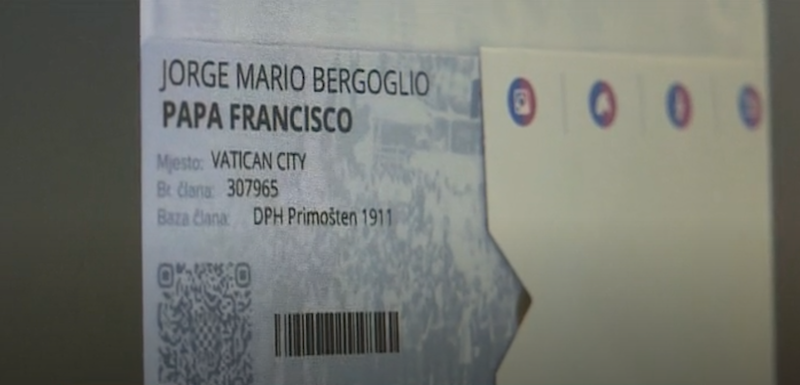 JORGE MARIO BERGOGLIO
PAPA FRANCISCO
Mjesto: VATICAN CITY
Br. člana: 307965
Baza člana: DPH Primošten 1911